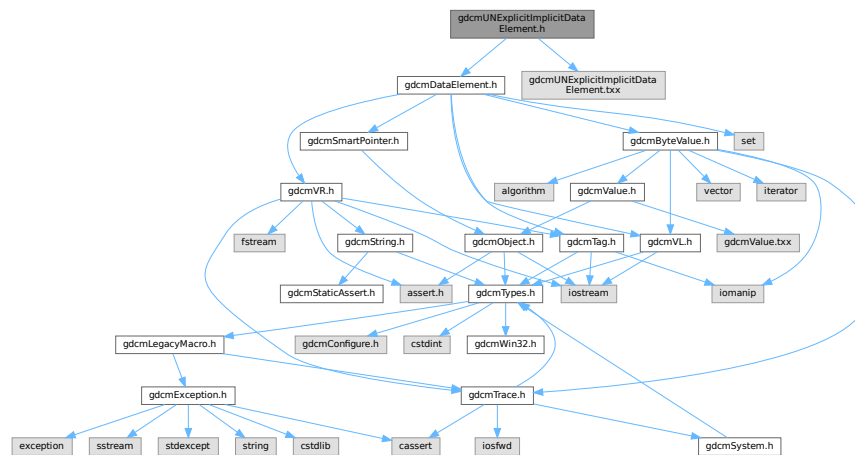 gdcmUNExplicitImplicitData
Element.h
gdcmDataElement.h
gdcmUNExplicitImplicitData
Element.txx
gdcmSmartPointer.h
gdcmByteValue.h
set
gdcmVR.h
algorithm
gdcmValue.h
vector
iterator
fstream
gdcmString.h
gdcmObject.h
gdcmTag.h
gdcmVL.h
gdcmValue.txx
gdcmStaticAssert.h
assert.h
gdcmTypes.h
iostream
iomanip
gdcmLegacyMacro.h
gdcmConfigure.h
cstdint
gdcmWin32.h
gdcmException.h
gdcmTrace.h
exception
sstream
stdexcept
string
cstdlib
cassert
iosfwd
gdcmSystem.h